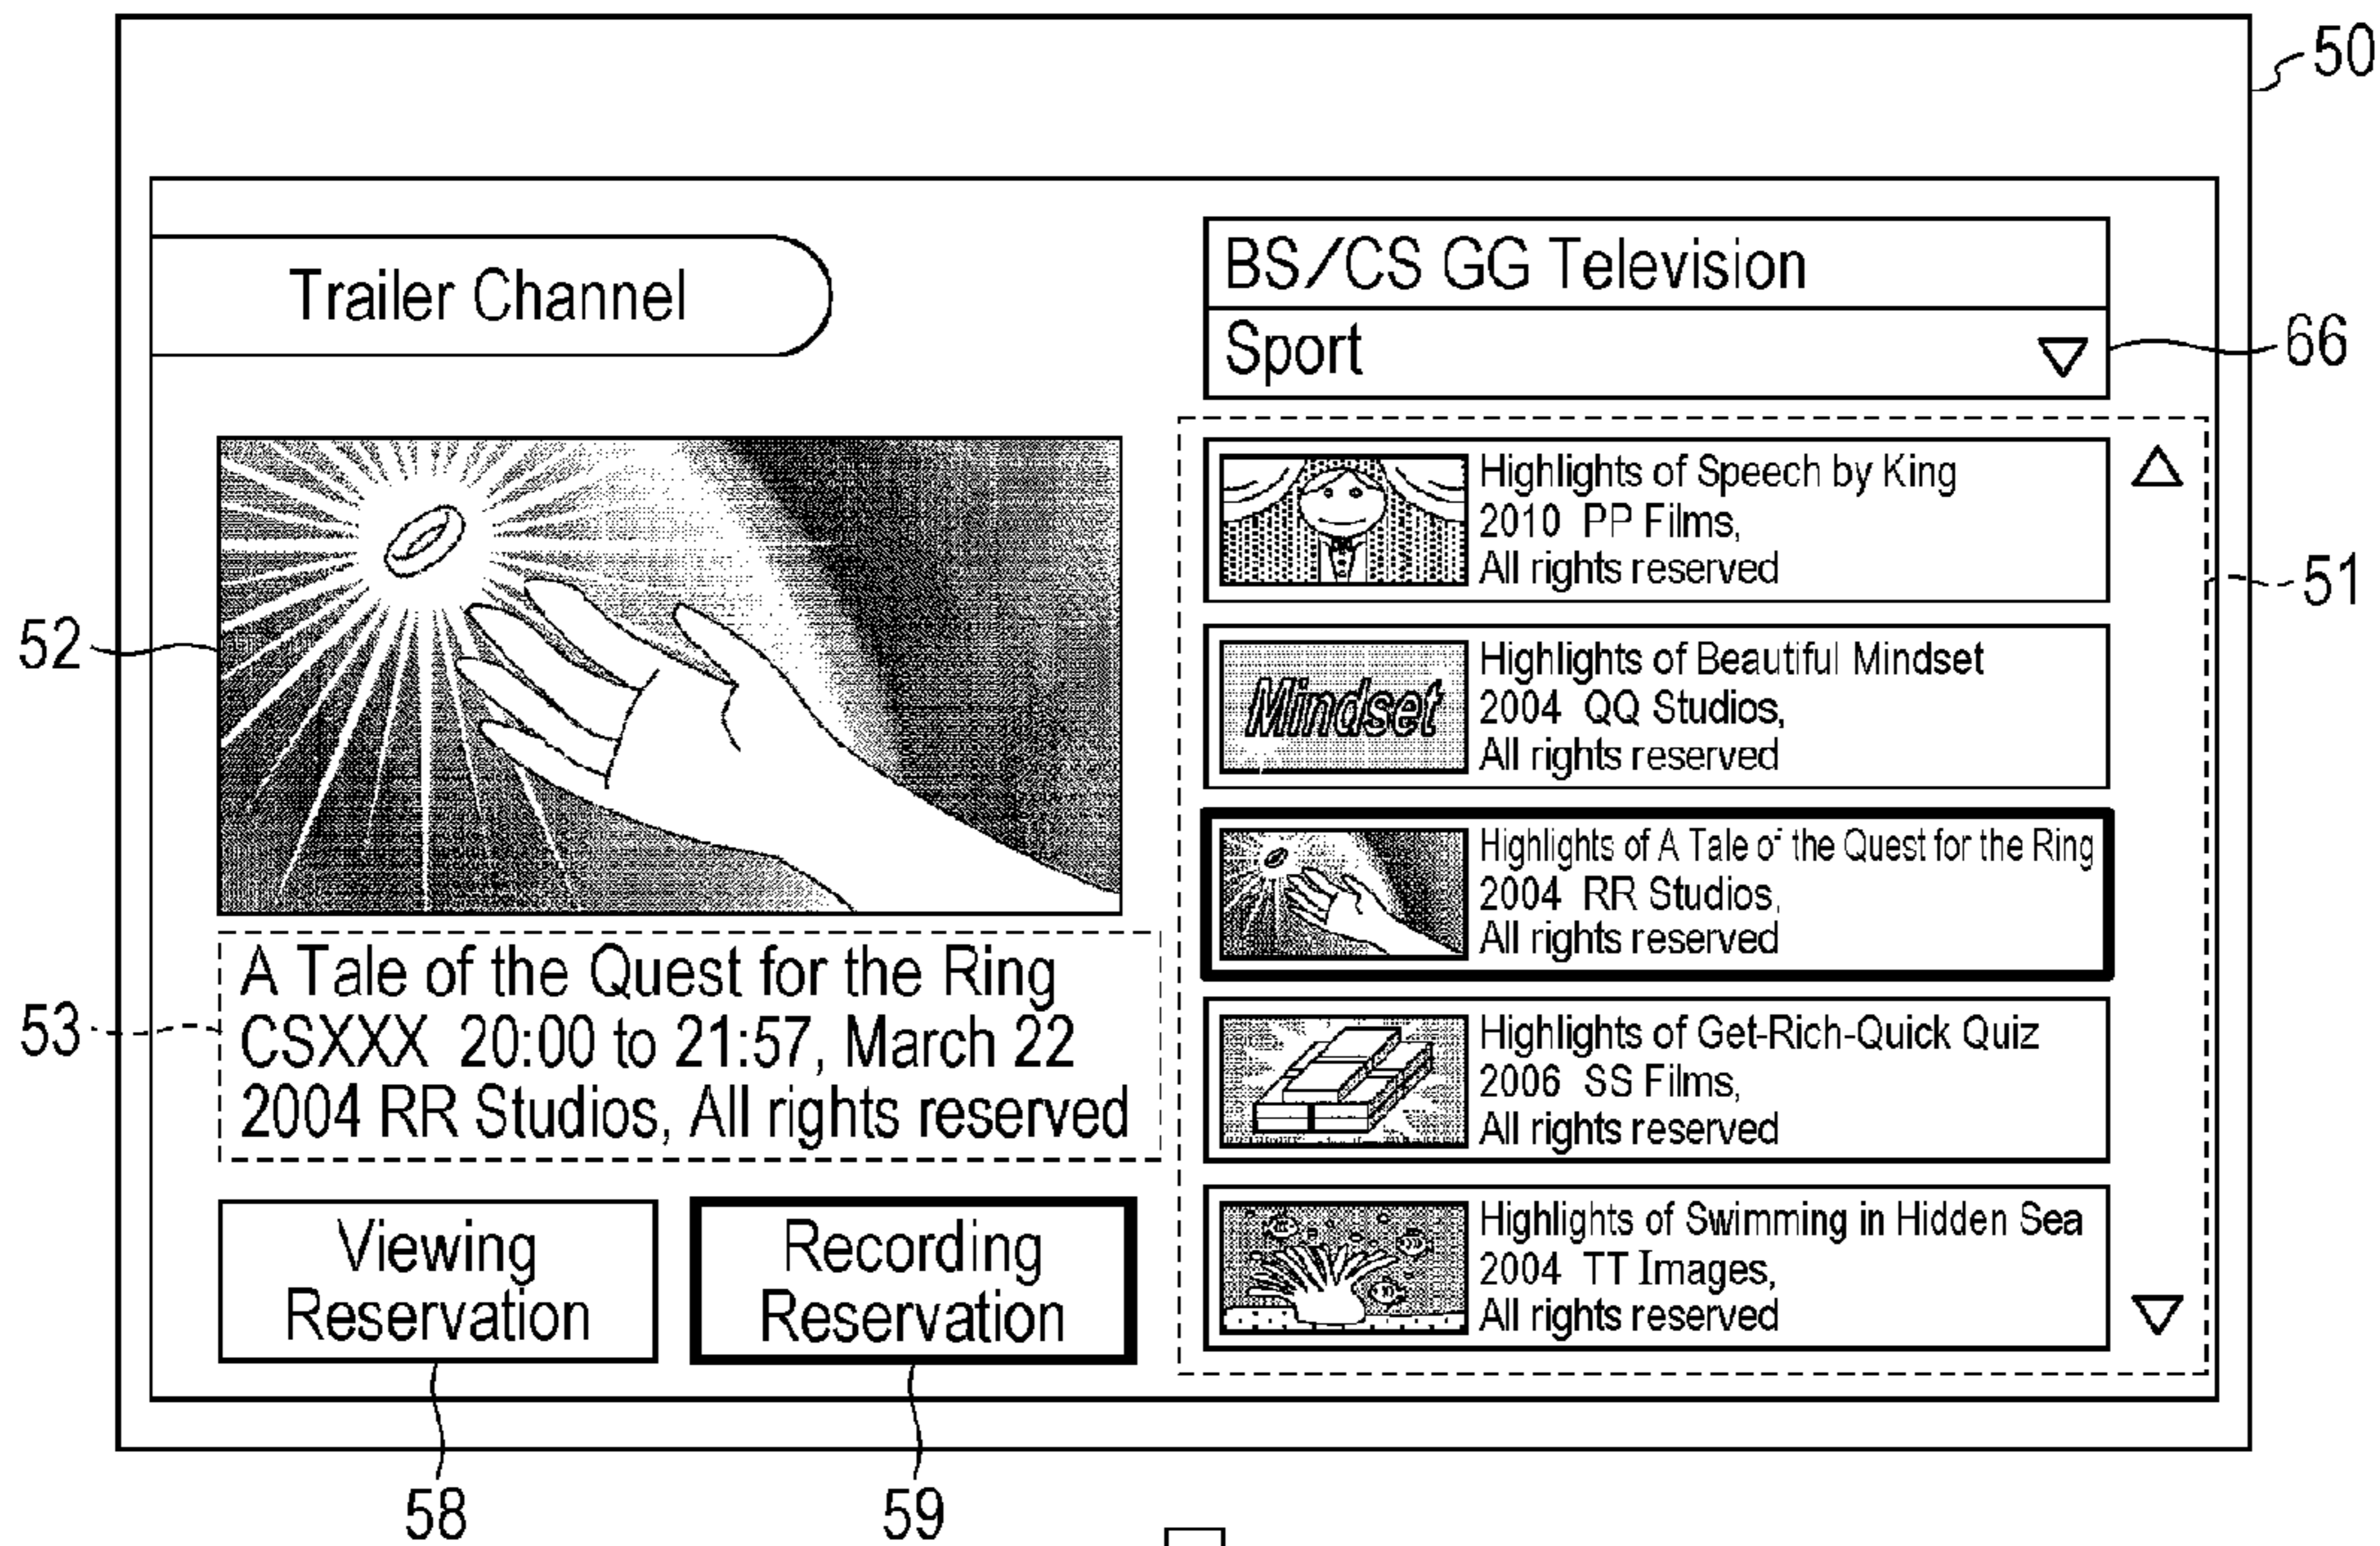 50
Trailer Channel
BS/CS GG Television
Sport
66
51
52
Highlights of Speech by King
2010 PP Films,
All rights reserved
Mindset
Highlights of Beautiful Mindset
2004 QQ Studios,
All rights reserved
Highlights of A Tale of the Quest for the Ring
2004 RR Studios,
All rights reserved
Highlights of Get-Rich-Quick Quiz
2006 SS Films,
All rights reserved
Highlights of Swimming in Hidden Sea
2004 TT Images,
All rights reserved
53
A Tale of the Quest for the Ring
CSXXX 20:00 to 21:57, March 22
2004 RR Studios, All rights reserved
Viewing
Reservation
Recording
Reservation
58
59